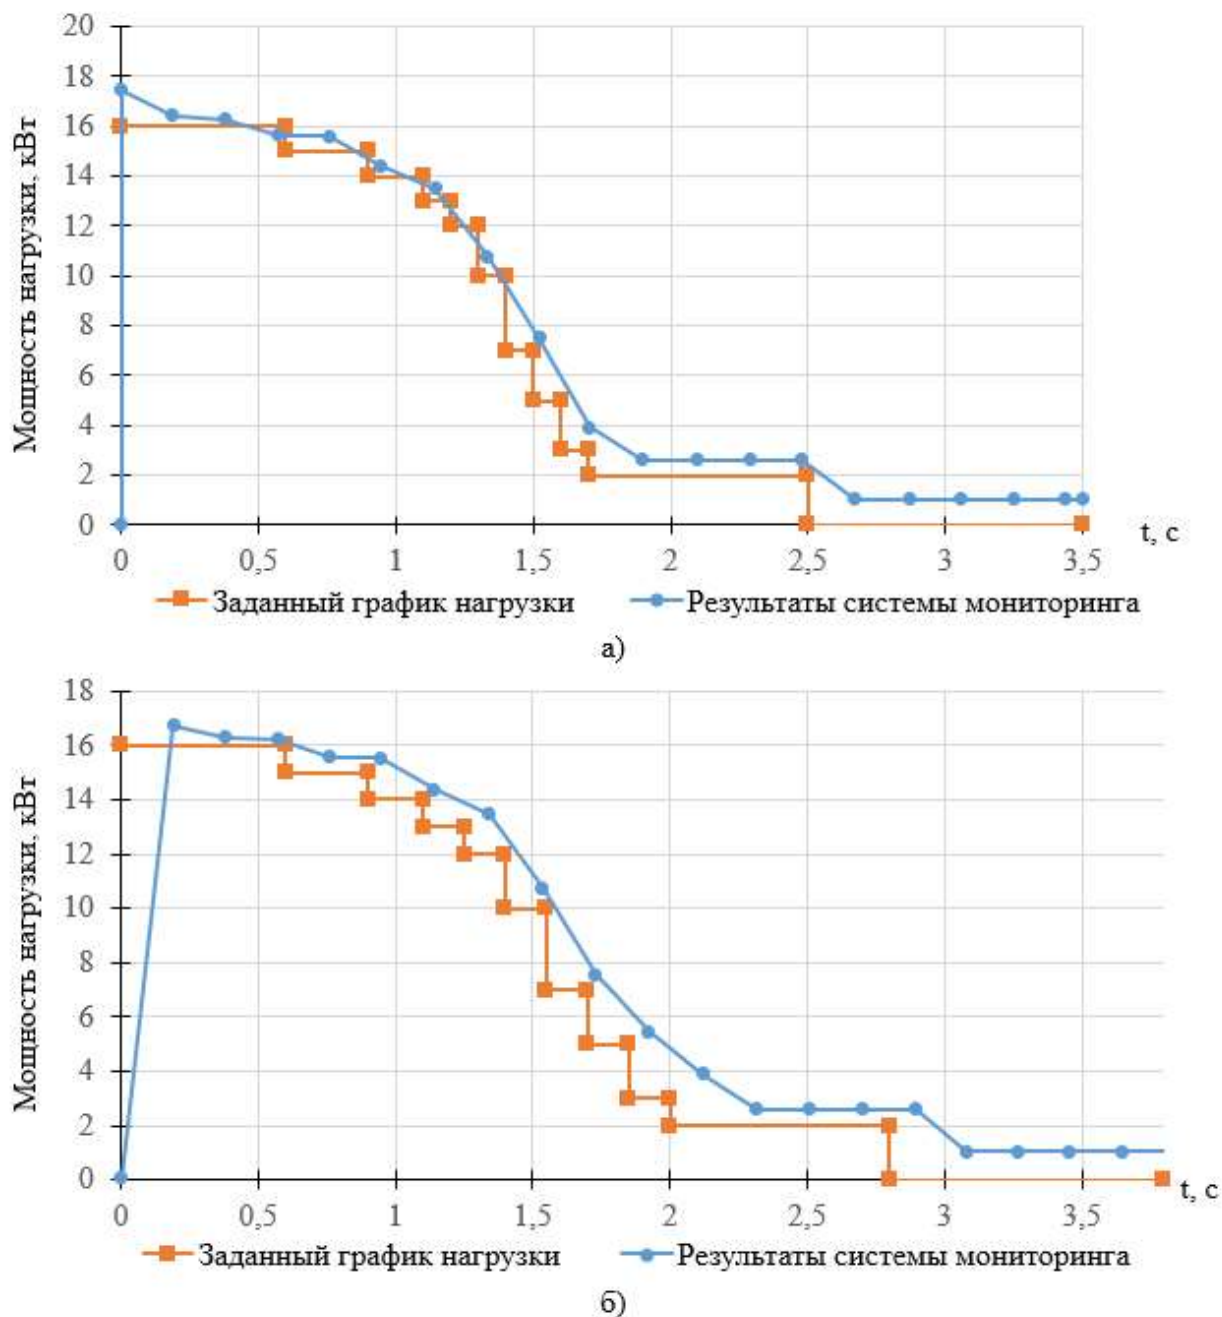 20
18
16
14
12
10
8
6
4
2
0
Мощность нагрузки, кВт
0 0,5 1 1,5 2 2,5 3 3,5
t, с
Заданный график нагрузки Результаты системы мониторинга
а)
18
16
14
12
10
8
6
4
2
0
Мощность нагрузки, кВт
0 0,5 1 1,5 2 2,5 3 3,5
t, с
Заданный график нагрузки Результаты системы мониторинга
б)